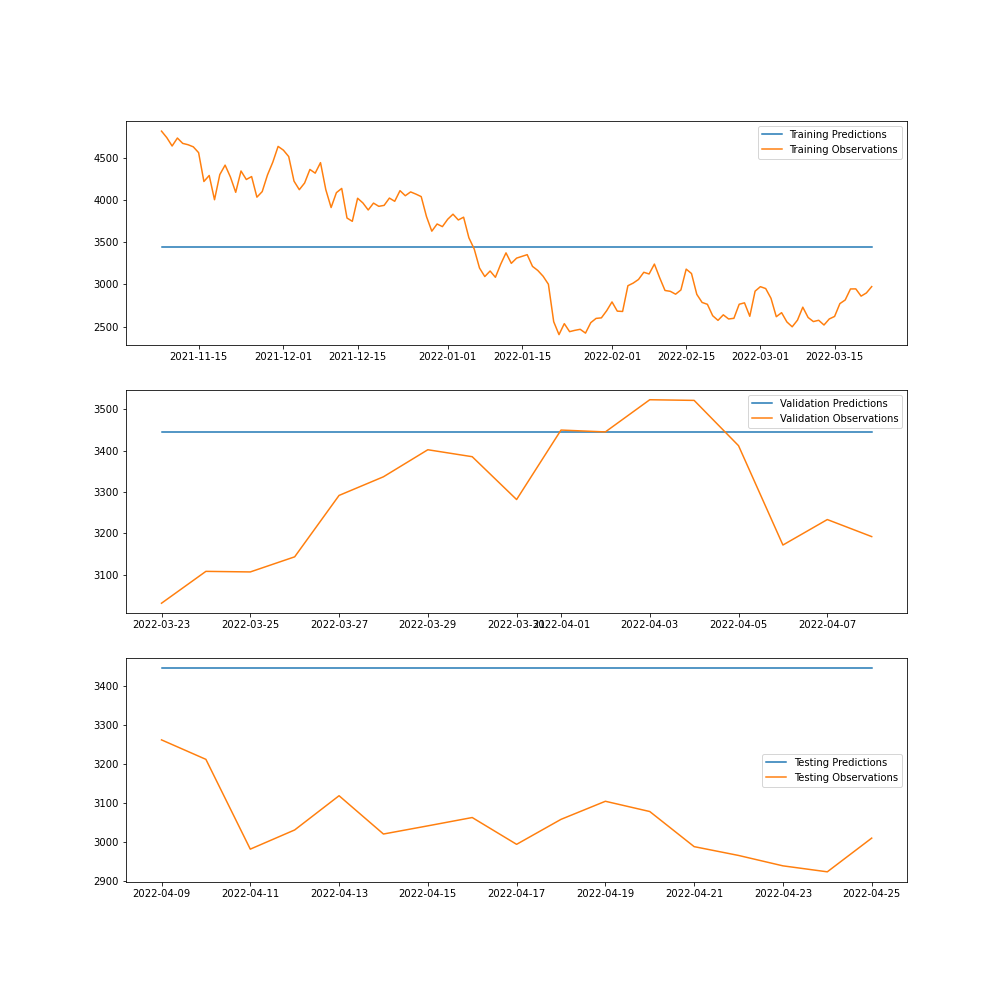 Training Predictions
Training Observations
4500
4000
3500
3000
2500
2021-11-15 2021-12-01 2021-12-15 2022-01-01 2022-01-15 2022-02-01 2022-02-15 2022-03-01 2022-03-15
Validation Predictions
Validation Observations
3500
3400
3300
3200
3100
2022-03-23 2022-03-25 2022-03-27 2022-03-29 2022-03-31 2022-04-01 2022-04-03 2022-04-05 2022-04-07
3400
3300
3200
Testing Predictions
Testing Observations
3100
3000
2900
2022-04-09 2022-04-11 2022-04-13 2022-04-15 2022-04-17 2022-04-19 2022-04-21 2022-04-23 2022-04-25